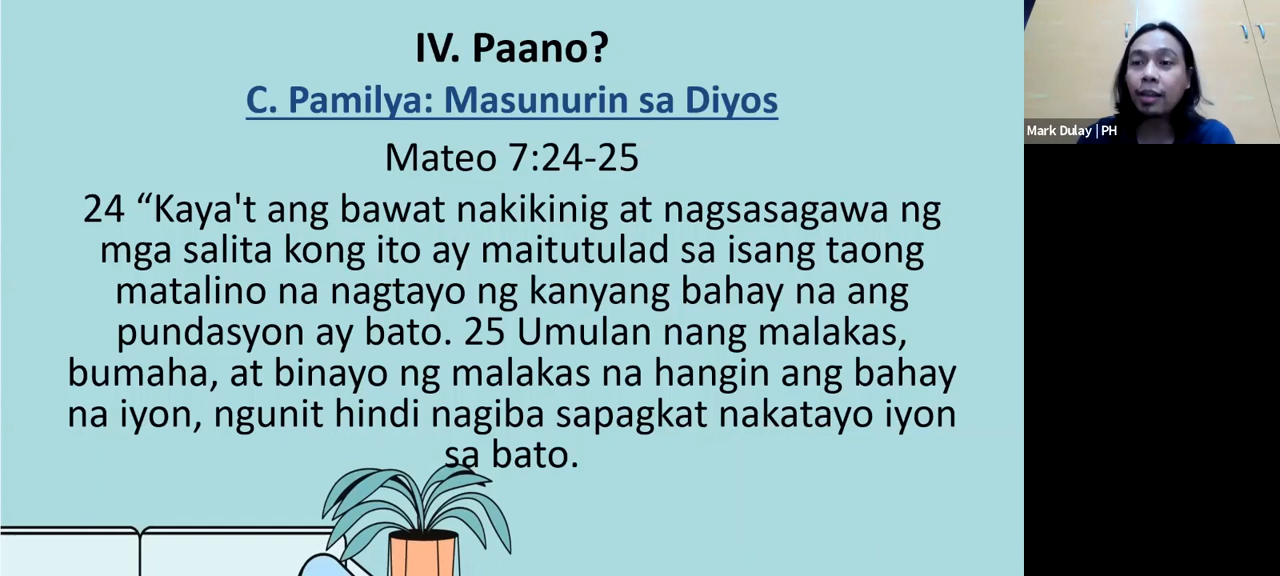 IV. Paano?
C. Pamilya: Masunurin sa Diyos
Mateo 7:24-25
24 “Kaya't ang bawat nakikinig at nagsasagawa ng
mga salita kong ito ay maitutulad sa isang taong
matalino na nagtayo ng kanyang bahay na ang
pundasyon ay bato. 25 Umulan nang malakas,
bumaha, at binayo ng malakas na hangin ang bahay
na iyon, ngunit hindi nagiba sapagkat nakatayo iyon
sa bato.
Mark Dulay | PH